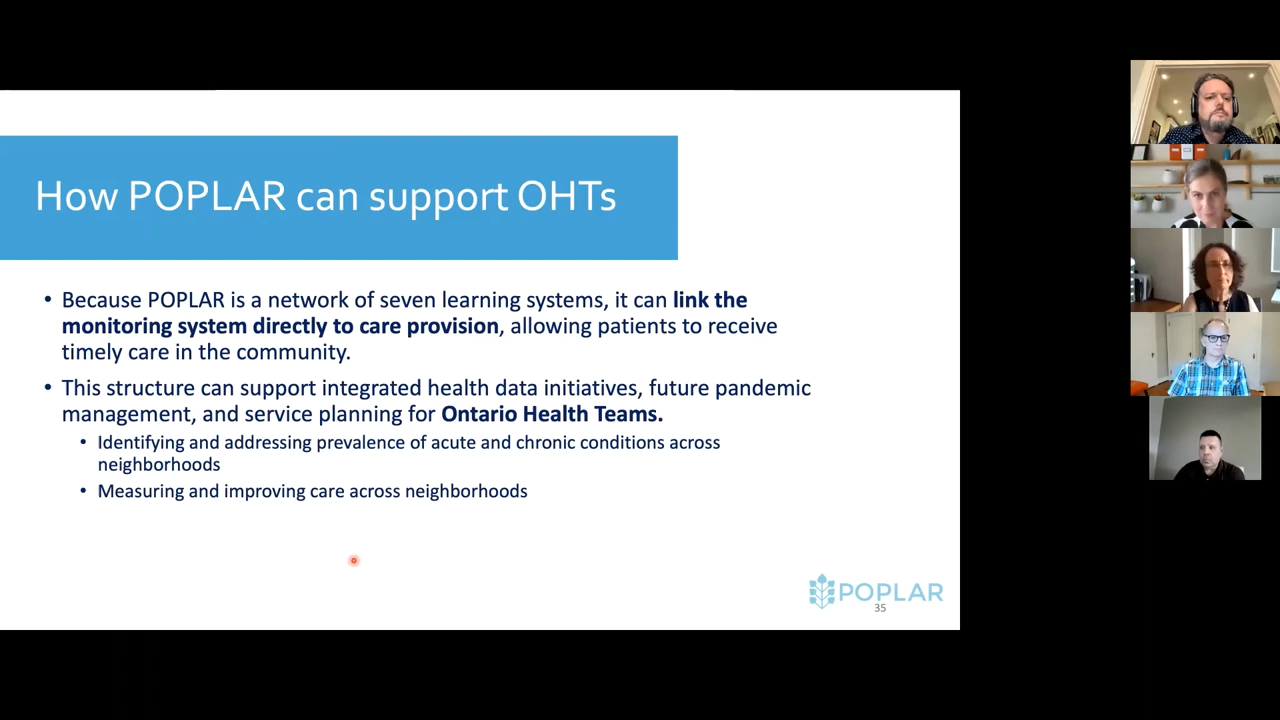 How POPLAR can support OHTs
• Because POPLAR is a network of seven learning systems, it can link the
monitoring system directly to care provision, allowing patients to receive
timely care in the community.
• This structure can support integrated health data initiatives, future pandemic
management, and service planning for Ontario Health Teams.
• Identifying and addressing prevalence of acute and chronic conditions across
neighborhoods
• Measuring and improving care across neighborhoods
POPLAR
35